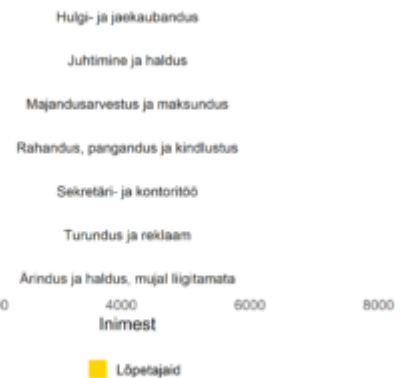 Hulgi- ja jaekaubandus
Juhtimine ja haldus
Majandusarvestus ja maksundus
Rahandus, pangandus ja kindlustus
Sekretäri- ja kontoritöö
Turundus ja reklaam
Ärindus ja haldus, mujal liigitamata
0 4000 6000 8000
Inimest
Lõpetajaid